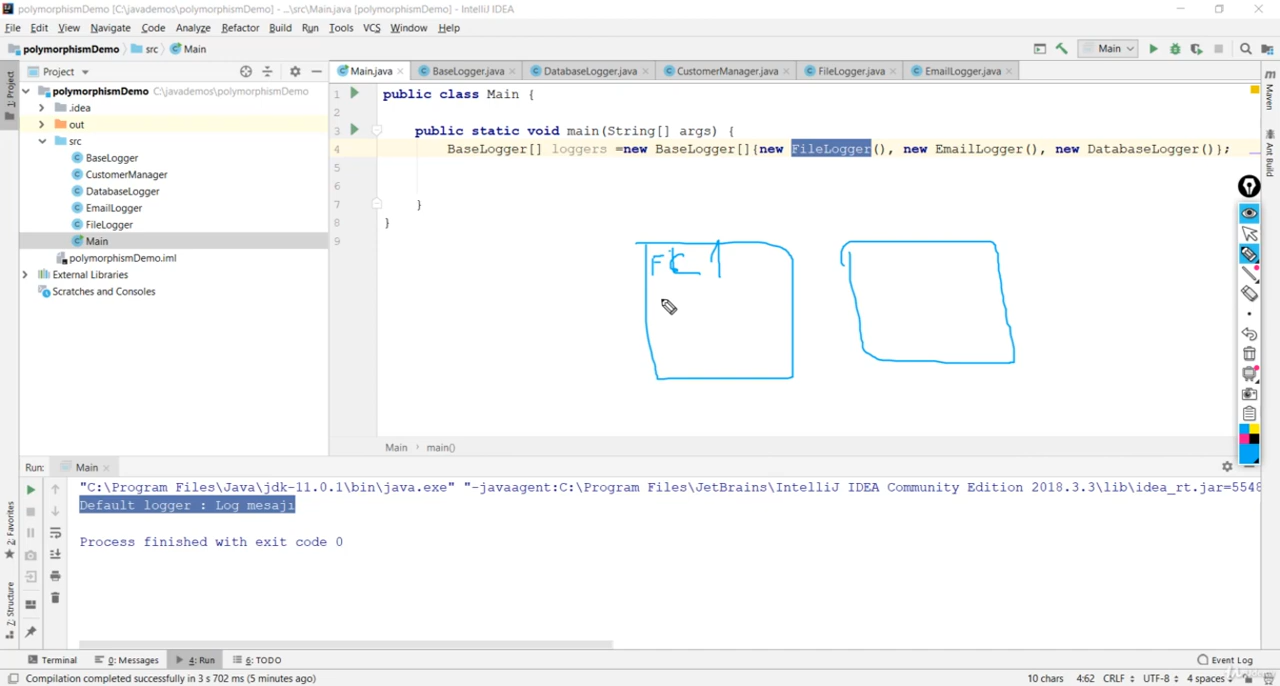 polymorphismDemo [C:\javademos\polymorphismDemo] - ...\src\Main.java [polymorphismDemo] - IntelliJ IDEA
File Edit View Navigate Code Analyze Refactor Build Run Tools VCS Window Help
polymorphismDemo src Main Main
Project
Main.java BaseLogger.java DatabaseLogger.java CustomerManager.java FileLogger.java EmailLogger.java
1: Project
polymorphismDemo C:\javademos\polymorphismDemo
.idea
out
src
BaseLogger
CustomerManager
DatabaseLogger
EmailLogger
FileLogger
Main
polymorphismDemo.iml
External Libraries
Scratches and Consoles
1 public class Main {
2
3 public static void main(String[] args) {
4 BaseLogger[] loggers =new BaseLogger[]{new FileLogger(), new EmailLogger(), new DatabaseLogger()};
5
6
7 }
8 }
9
Main main()
m Maven
Ant Build
Run: Main
"C:\Program Files\Java\jdk-11.0.1\bin\java.exe" "-javaagent:C:\Program Files\JetBrains\IntelliJ IDEA Community Edition 2018.3.3\lib\idea_rt.jar=5548
Default logger : Log mesajı
Process finished with exit code 0
2: Favorites
Z: Structure
Terminal 0: Messages 4: Run 6: TODO Event Log
Compilation completed successfully in 3 s 702 ms (5 minutes ago) 10 chars 4:62 CRLF UTF-8 4 spaces